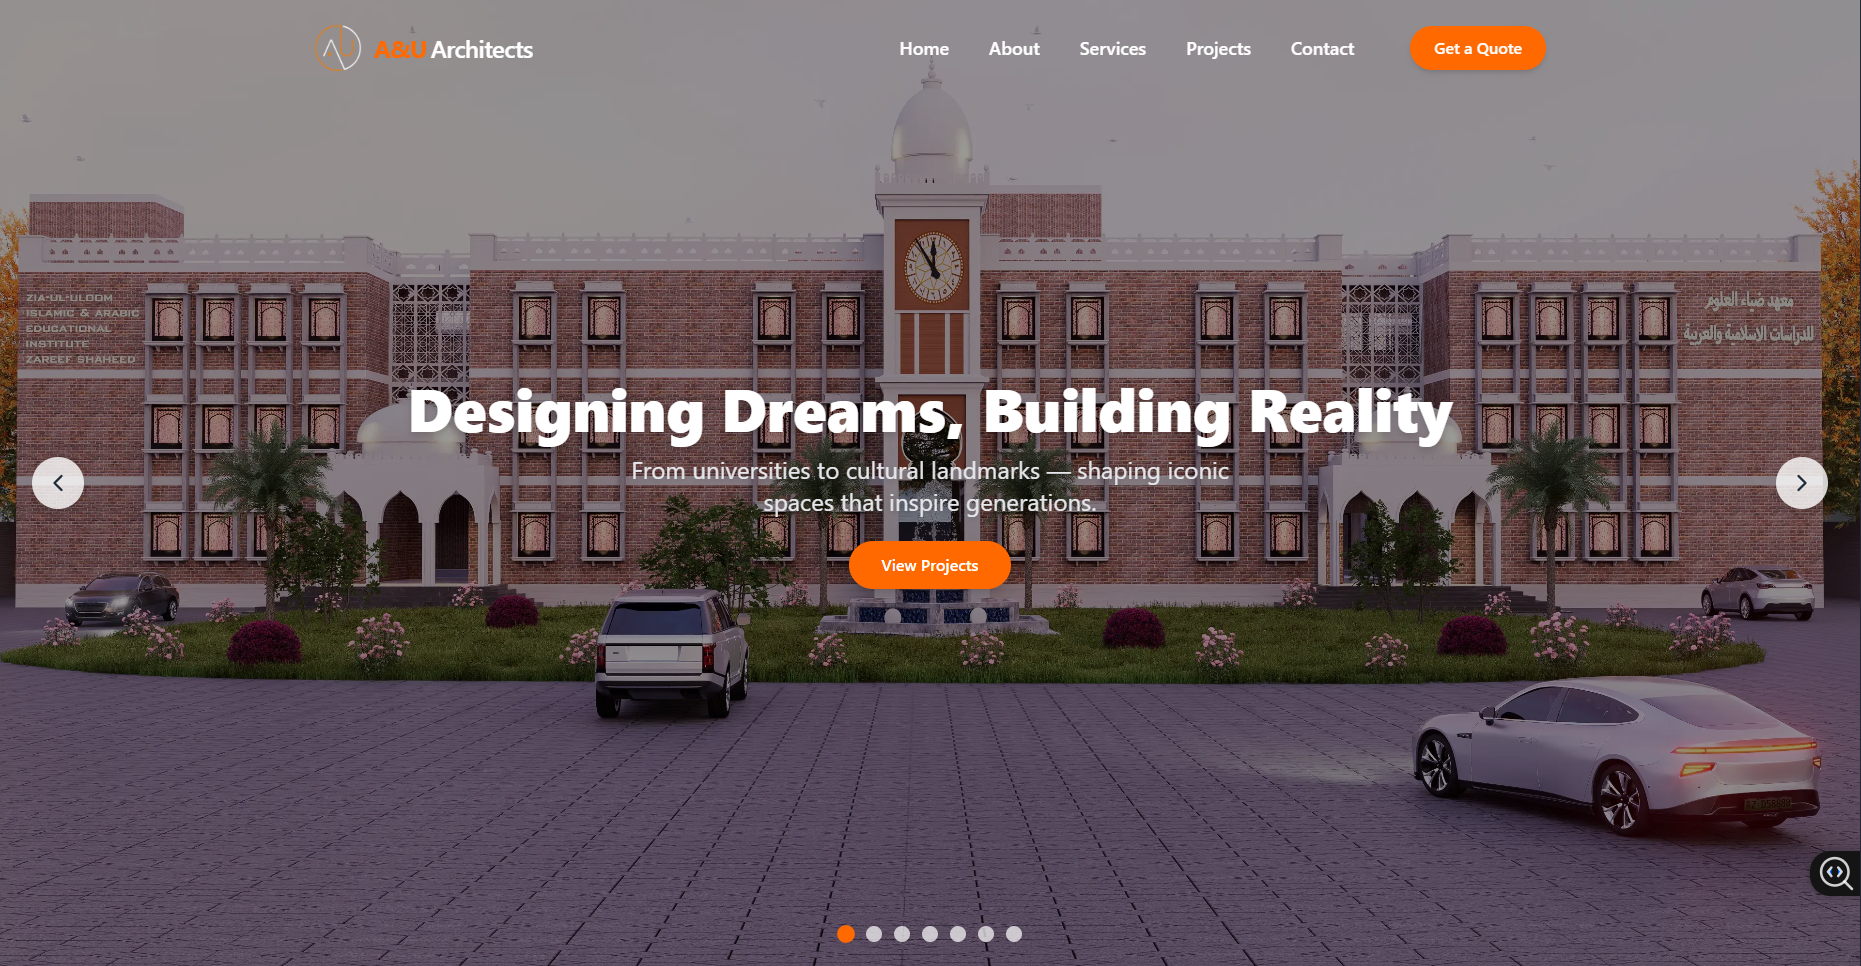 A&U Architects
Home
About
Services
Projects
Contact
Get a Quote
ZIA-UL-ULOOM
ISLAMIC & ARABIC
EDUCATIONAL
INSTITUTE
ZAREEF SHAHEED
معهد ضياء العلوم
للدراسات الاسلامية والعربية
Designing Dreams, Building Reality
From universities to cultural landmarks — shaping iconic
spaces that inspire generations.
View Projects